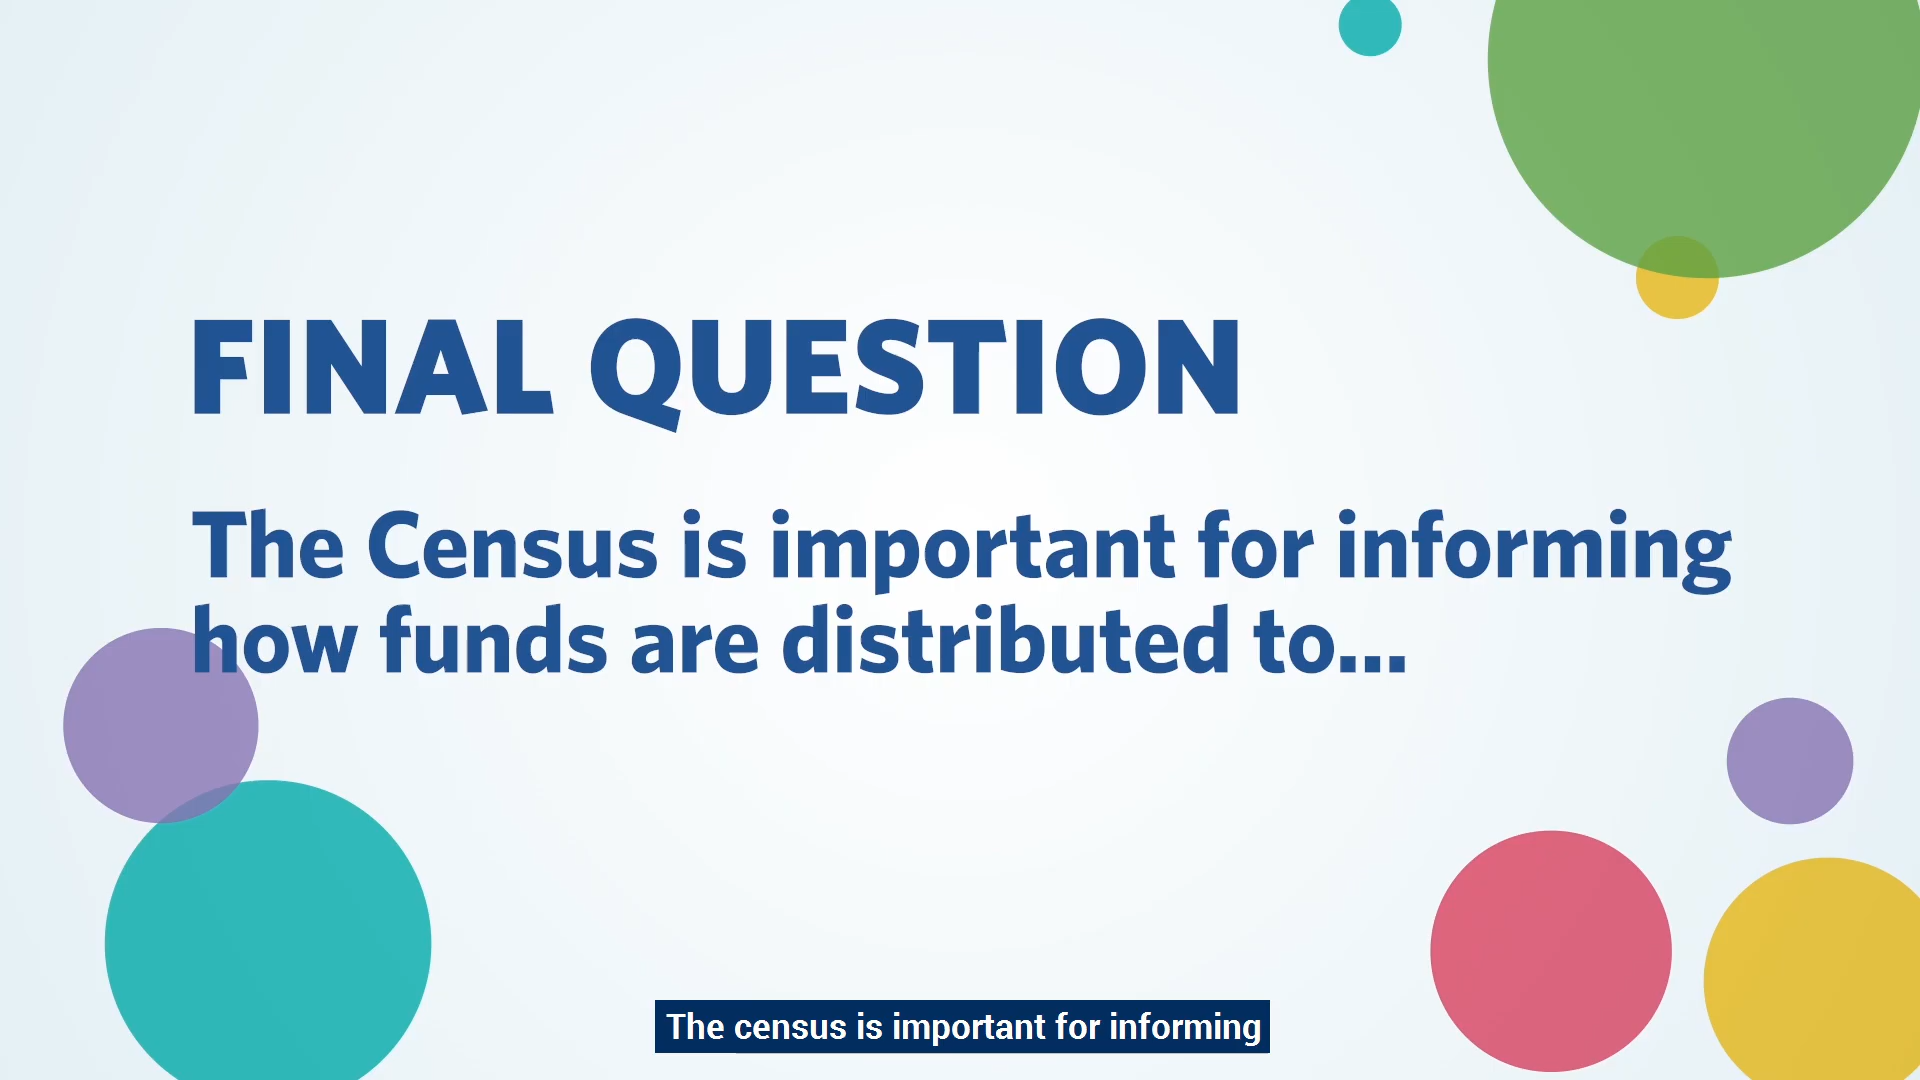 FINAL QUESTION
The Census is important for informing
how funds are distributed to...
The census is important for informing